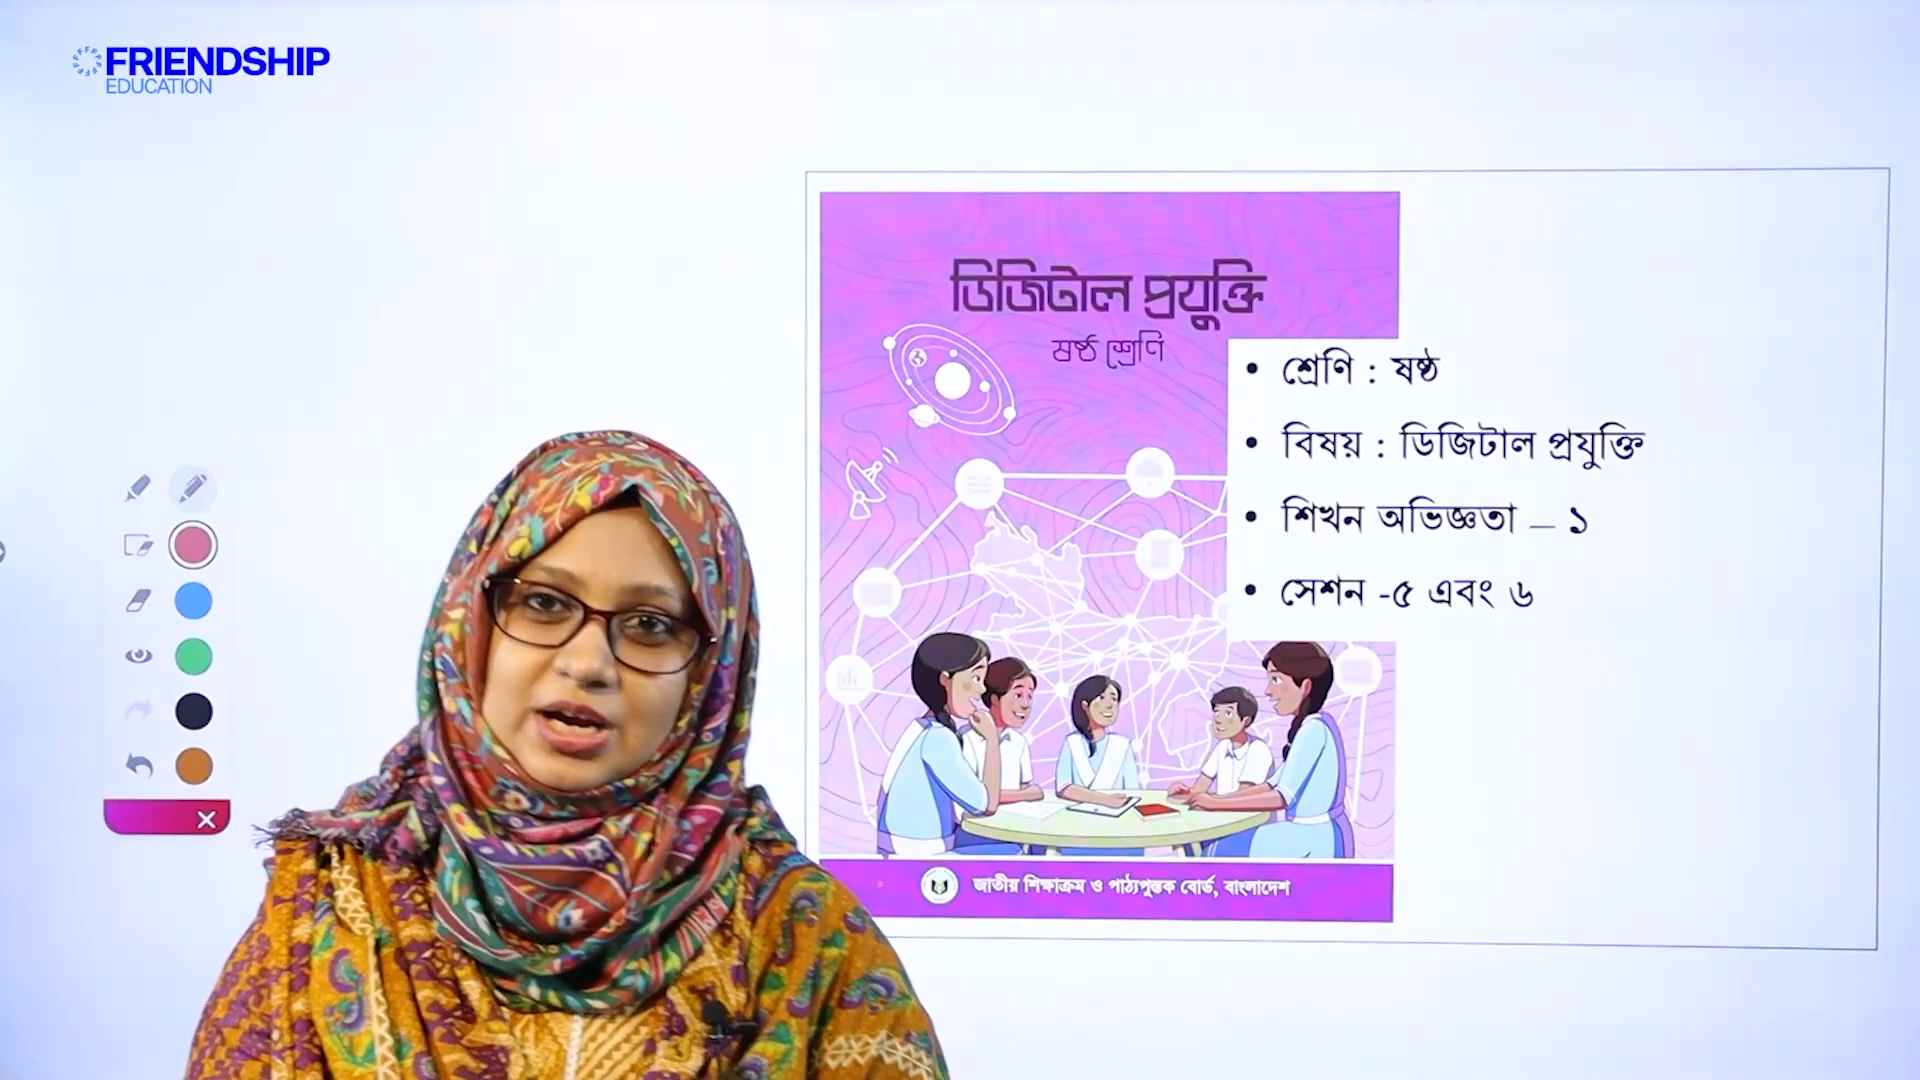 FRIENDSHIP
EDUCATION
ডিজিটাল প্রযুক্তি
ষষ্ঠ শ্রেণি
• শ্রেণি : ষষ্ঠ
• বিষয় : ডিজিটাল প্রযুক্তি
• শিখন অভিজ্ঞতা – ১
• সেশন -৫ এবং ৬
জাতীয় শিক্ষাক্রম ও পাঠ্যপুস্তক বোর্ড, বাংলাদেশ